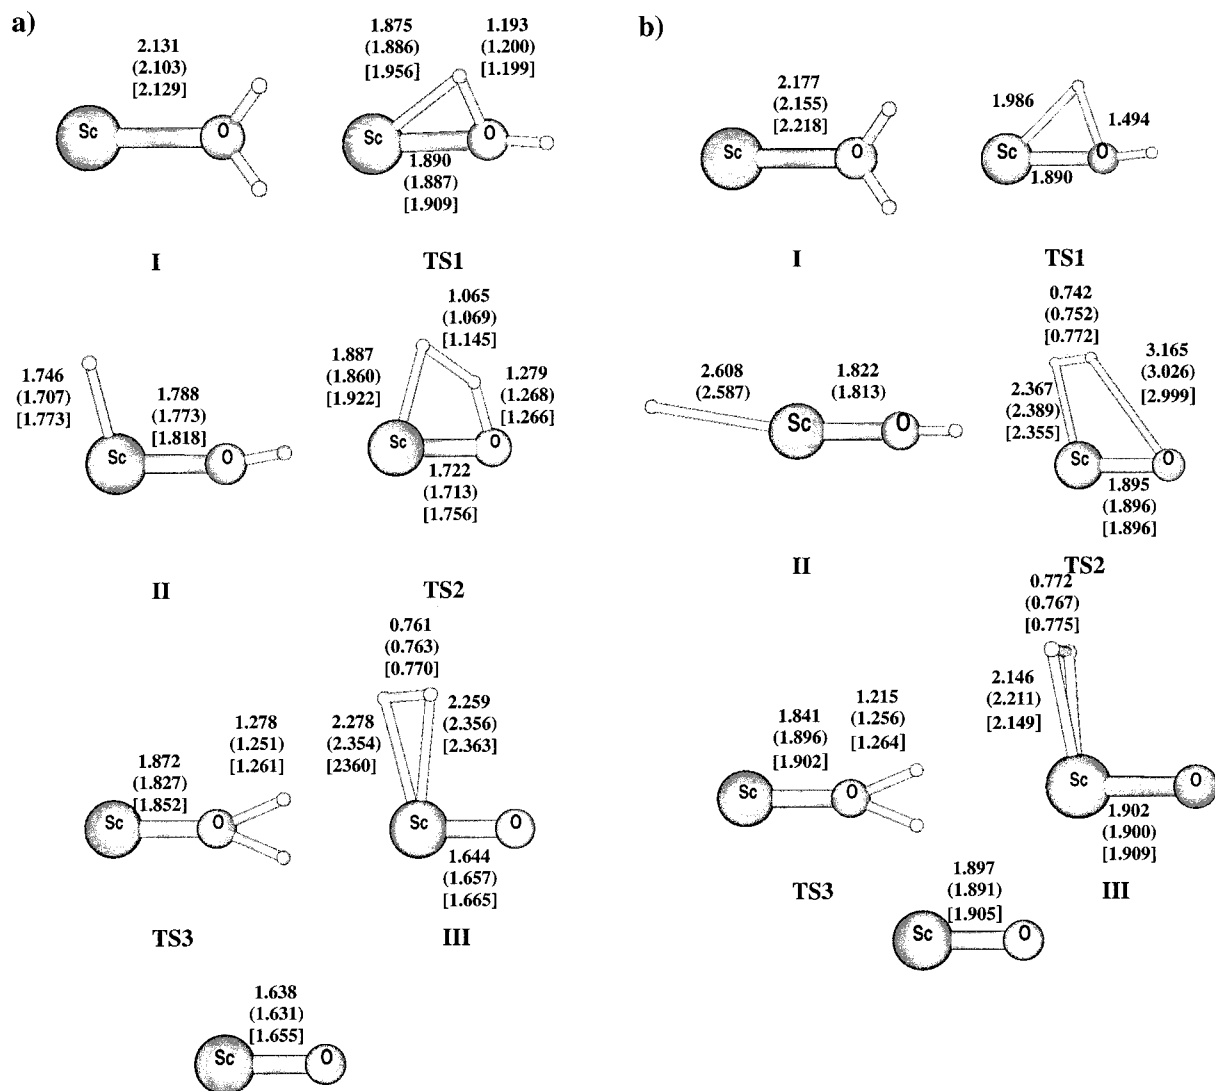 a)
2.131
(2.103)
[2.129]
Sc
O
I
1.875
(1.886)
[1.956]
1.193
(1.200)
[1.199]
Sc
O
1.890
(1.887)
[1.909]
TS1
1.746
(1.707)
[1.773]
1.788
(1.773)
[1.818]
Sc
O
II
1.065
(1.069)
[1.145]
1.887
(1.860)
[1.922]
1.279
(1.268)
[1.266]
Sc
O
1.722
(1.713)
[1.756]
TS2
1.278
(1.251)
[1.261]
1.872
(1.827)
[1.852]
Sc
O
TS3
0.761
(0.763)
[0.770]
2.278
(2.354)
[2360]
2.259
(2.356)
[2.363]
Sc
O
1.644
(1.657)
[1.665]
III
1.638
(1.631)
[1.655]
Sc
O
b)
2.177
(2.155)
[2.218]
Sc
O
I
1.986
1.494
Sc
O
1.890
TS1
2.608
(2.587)
1.822
(1.813)
Sc
O
II
0.742
(0.752)
[0.772]
2.367
(2.389)
[2.355]
3.165
(3.026)
[2.999]
Sc
O
1.895
(1.896)
[1.896]
TS2
1.841
(1.896)
[1.902]
1.215
(1.256)
[1.264]
Sc
O
TS3
0.772
(0.767)
[0.775]
2.146
(2.211)
[2.149]
Sc
O
1.902
(1.900)
[1.909]
III
1.897
(1.891)
[1.905]
Sc
O